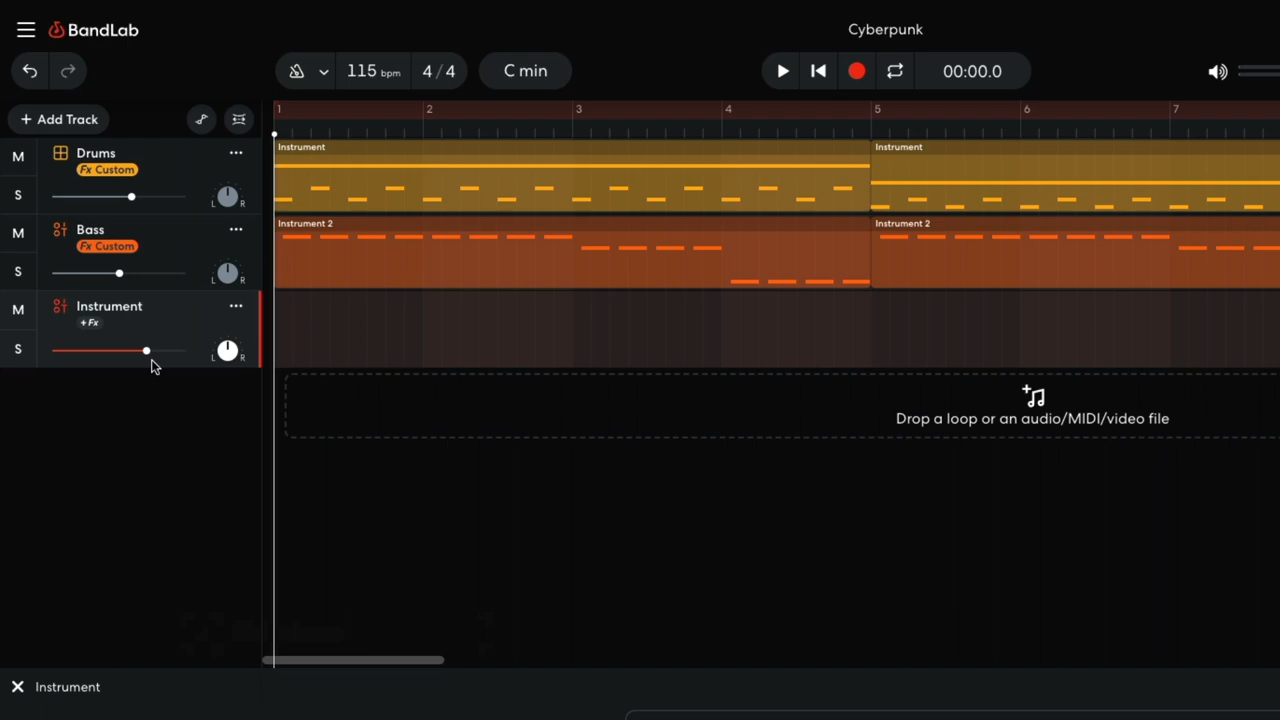 BandLab
Cyberpunk
115 bpm
4/4
C min
00:00.0
+ Add Track
1 2 3 4 5 6 7
M
S
Drums
Fx Custom
L R
Instrument
Instrument
M
S
Bass
Fx Custom
L R
Instrument 2
Instrument 2
M
S
Instrument
+Fx
L R
Drop a loop or an audio/MIDI/video file
Instrument